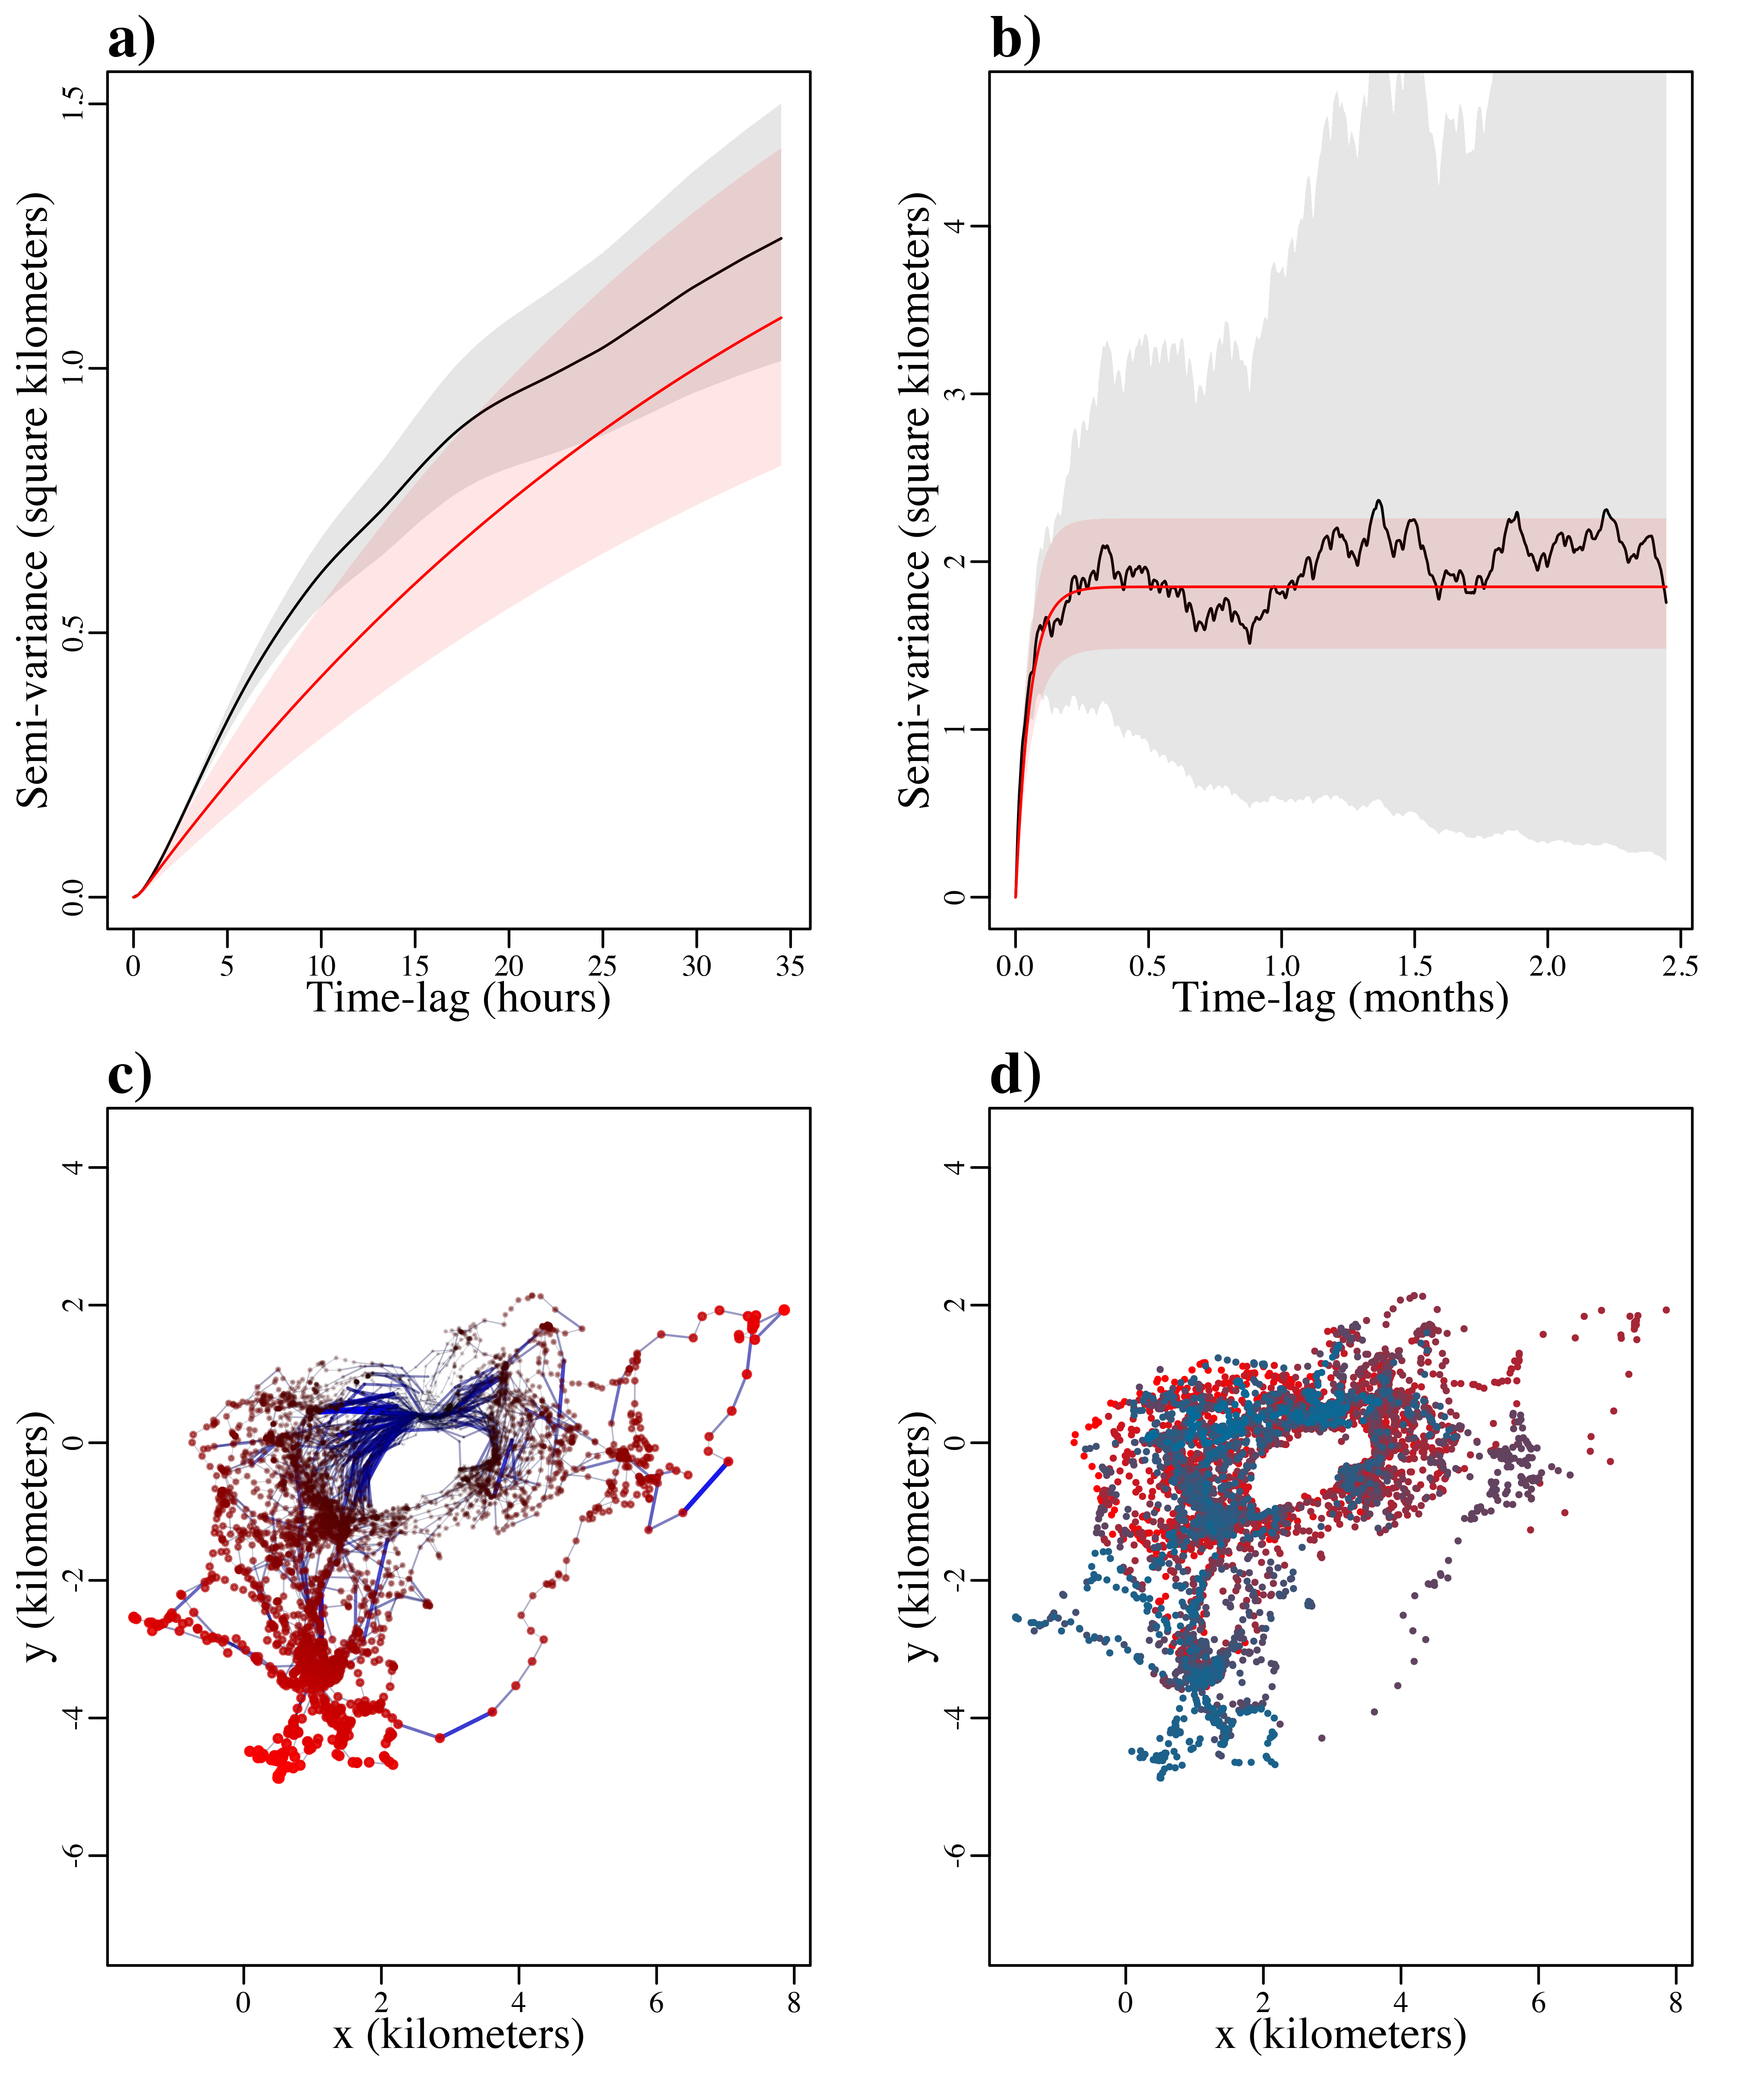 a)
Semi-variance (square kilometers)
1.5
1.0
0.5
0.0
0 5 10 15 20 25 30 35
Time-lag (hours)
b)
Semi-variance (square kilometers)
4
3
2
1
0
0.0 0.5 1.0 1.5 2.0 2.5
Time-lag (months)
c)
y (kilometers)
4
2
0
-2
-4
-6
0 2 4 6 8
x (kilometers)
d)
y (kilometers)
4
2
0
-2
-4
-6
0 2 4 6 8
x (kilometers)